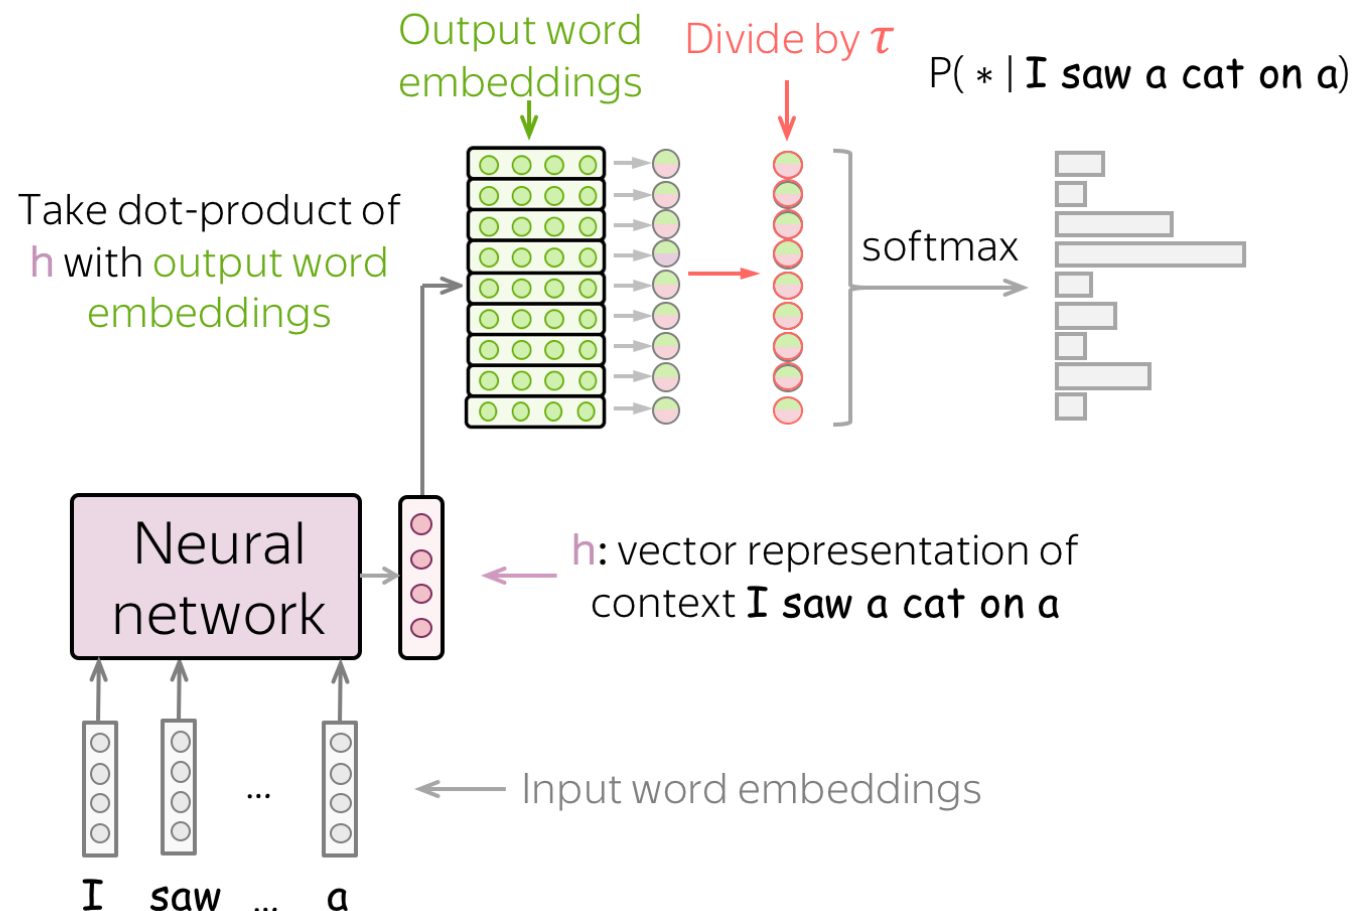 Output word
embeddings
Divide by τ
P( * | I saw a cat on a)
Take dot-product of
h with output word
embeddings
softmax
Neural
network
h: vector representation of
context I saw a cat on a
...
Input word embeddings
I saw ... a